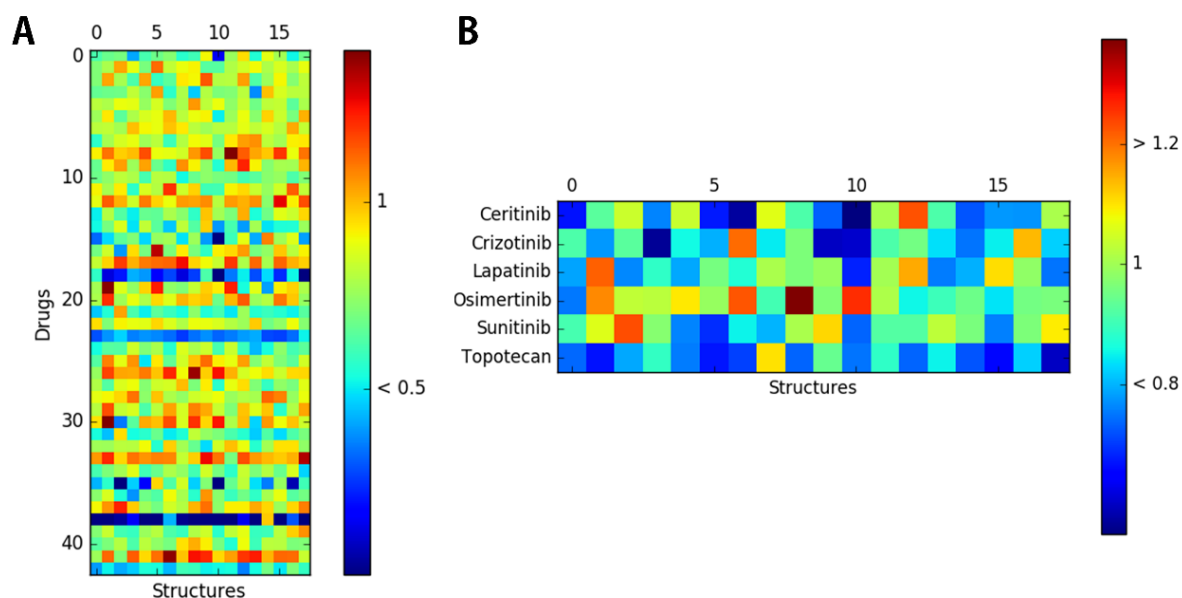 A
0 5 10 15
0
10
20
30
40
Drugs
Structures
1
< 0.5
B
0 5 10 15
Ceritinib
Crizotinib
Lapatinib
Osimertinib
Sunitinib
Topotecan
Structures
> 1.2
1
< 0.8